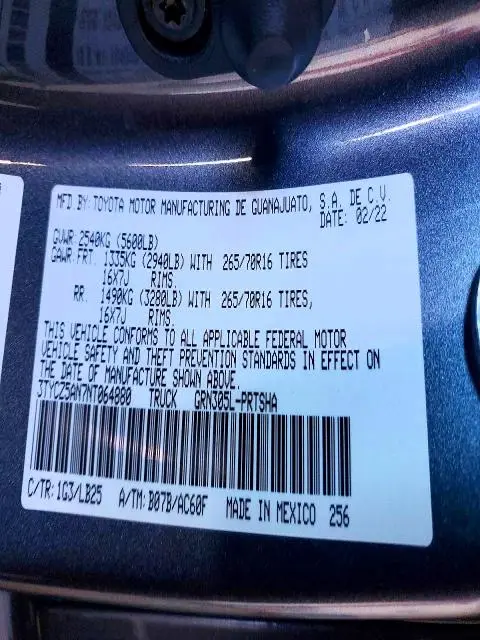 MFD BY:TOYOTA MOTOR MANUFACTURING DE GUANAJUATO, S.A. DE C.V.
DATE: 02/22
GVWR 2540KG (5600LB)
GAWR FRT. 1335KG (2940LB) WITH 265/70R16 TIRES
16X7J RIMS.
RR. 1490KG (3280LB) WITH 265/70R16 TIRES,
16X7J RIMS.
THIS VEHICLE CONFORMS TO ALL APPLICABLE FEDERAL MOTOR
VEHICLE SAFETY AND THEFT PREVENTION STANDARDS IN EFFECT ON
THE DATE OF MANUFACTURE SHOWN ABOVE.
3TYCZ5AN7NT064880 TRUCK GRN305L-PRTSHA
C/TR:1G3/LB25 A/TM:B07B/AC60F MADE IN MEXICO 256